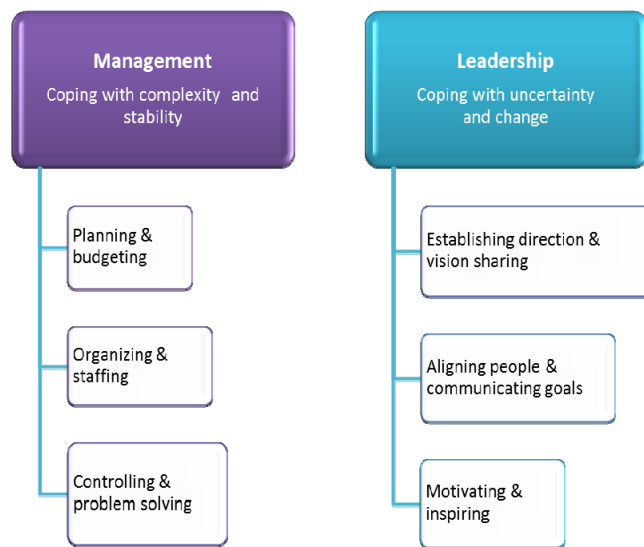 Management
Coping with complexity and
stability
Planning &
budgeting
Organizing &
staffing
Controlling &
problem solving
Leadership
Coping with uncertainty
and change
Establishing direction &
vision sharing
Aligning people &
communicating goals
Motivating &
inspiring